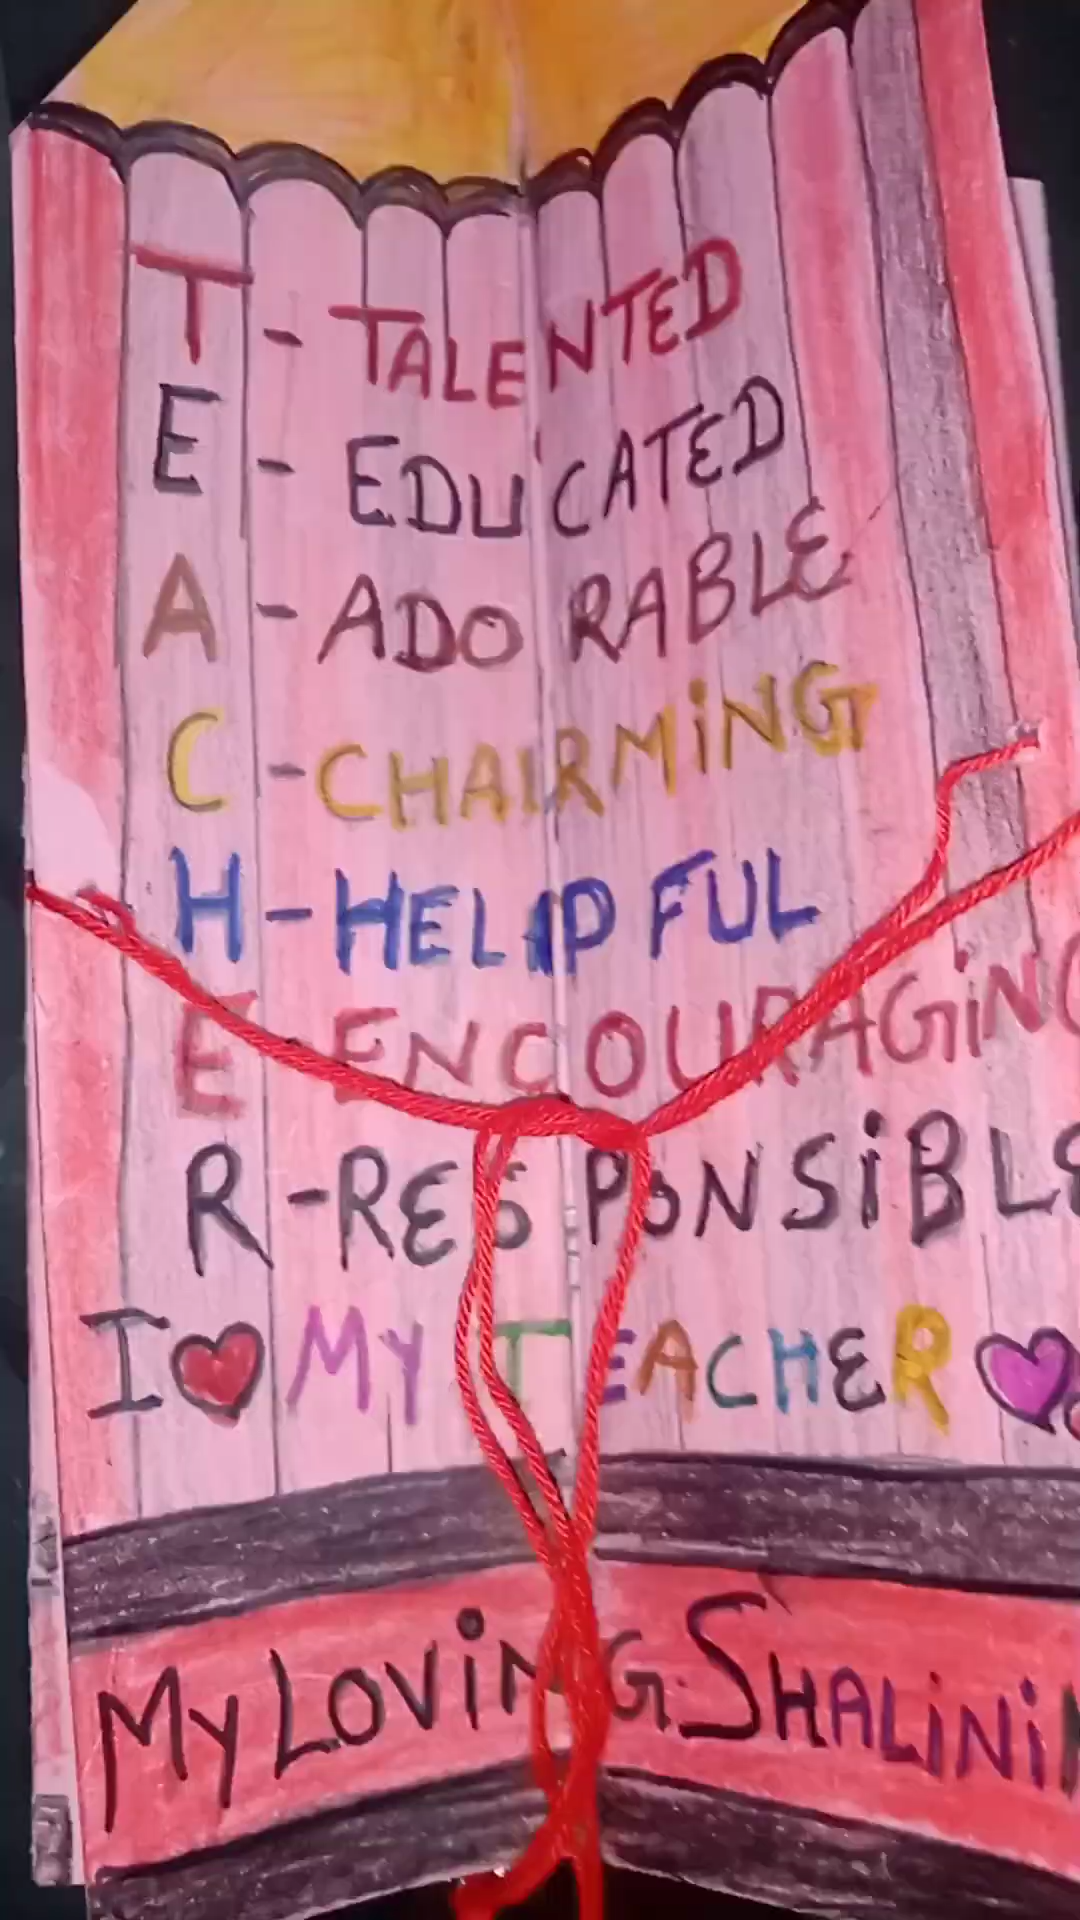 T - TALENTED
E - EDUCATED
A - ADORABLE
C - CHAIRMING
H - HELPFUL
E ENCOURAGING
R - RESPONSIBLE
I ❤ MY TEACHER 💜
MY LOVING SHALINI